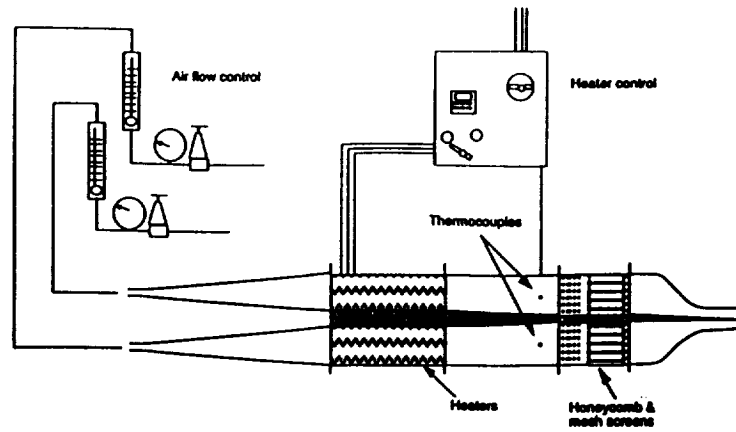 Air flow control
Heater control
Thermocouples
Heaters
Honeycomb &
mesh screens